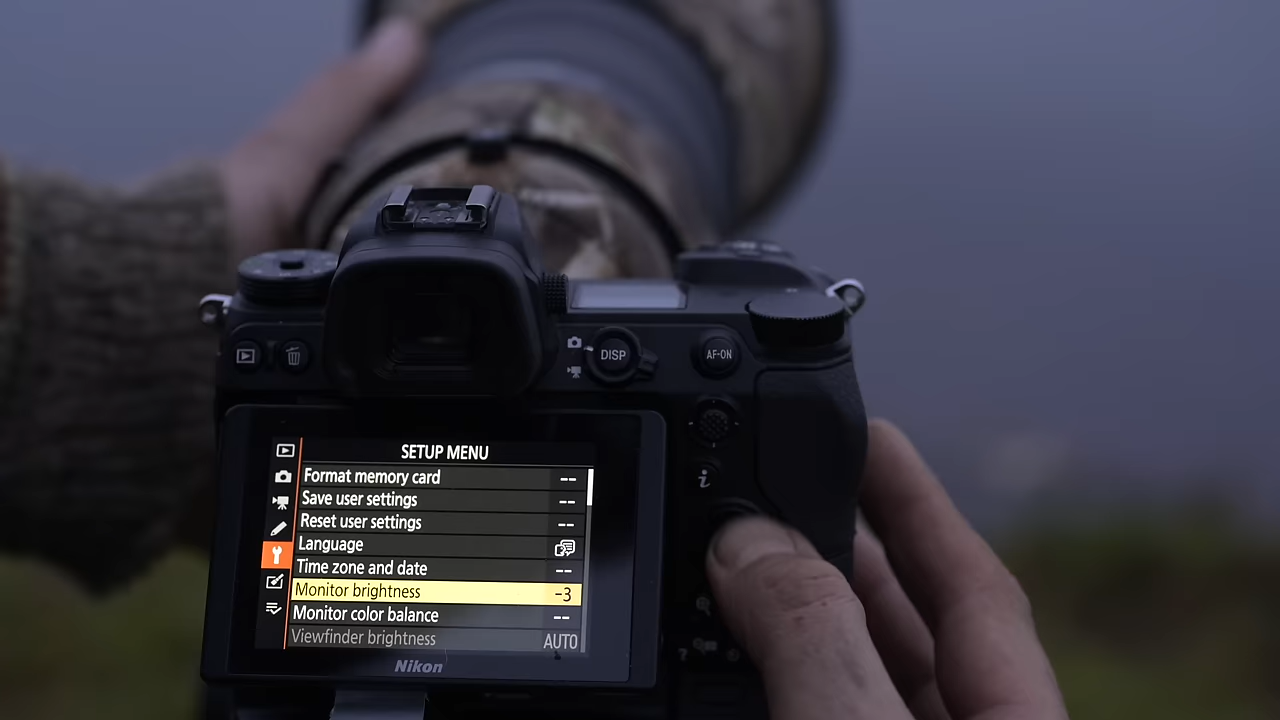 DISP
AF-ON
i
SETUP MENU
Format memory card --
Save user settings --
Reset user settings --
Language
Time zone and date --
Monitor brightness -3
Monitor color balance --
Viewfinder brightness AUTO
Nikon
?